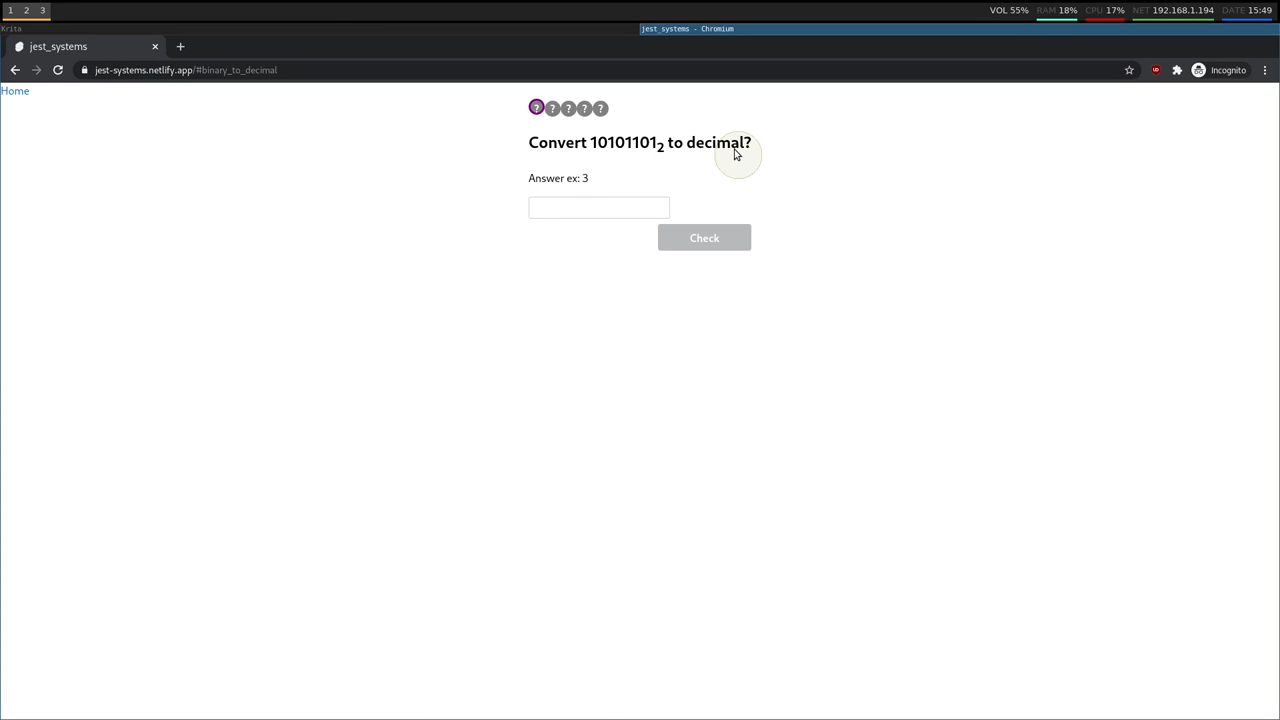 1 2 3 VOL 55% RAM 18% CPU 17% NET 192.168.1.194 DATE 15:49
Krita jest_systems - Chromium
jest_systems
jest-systems.netlify.app/#binary_to_decimal Incognito
Home
? ? ? ? ?
Convert 10101101₂ to decimal?
Answer ex: 3
Check